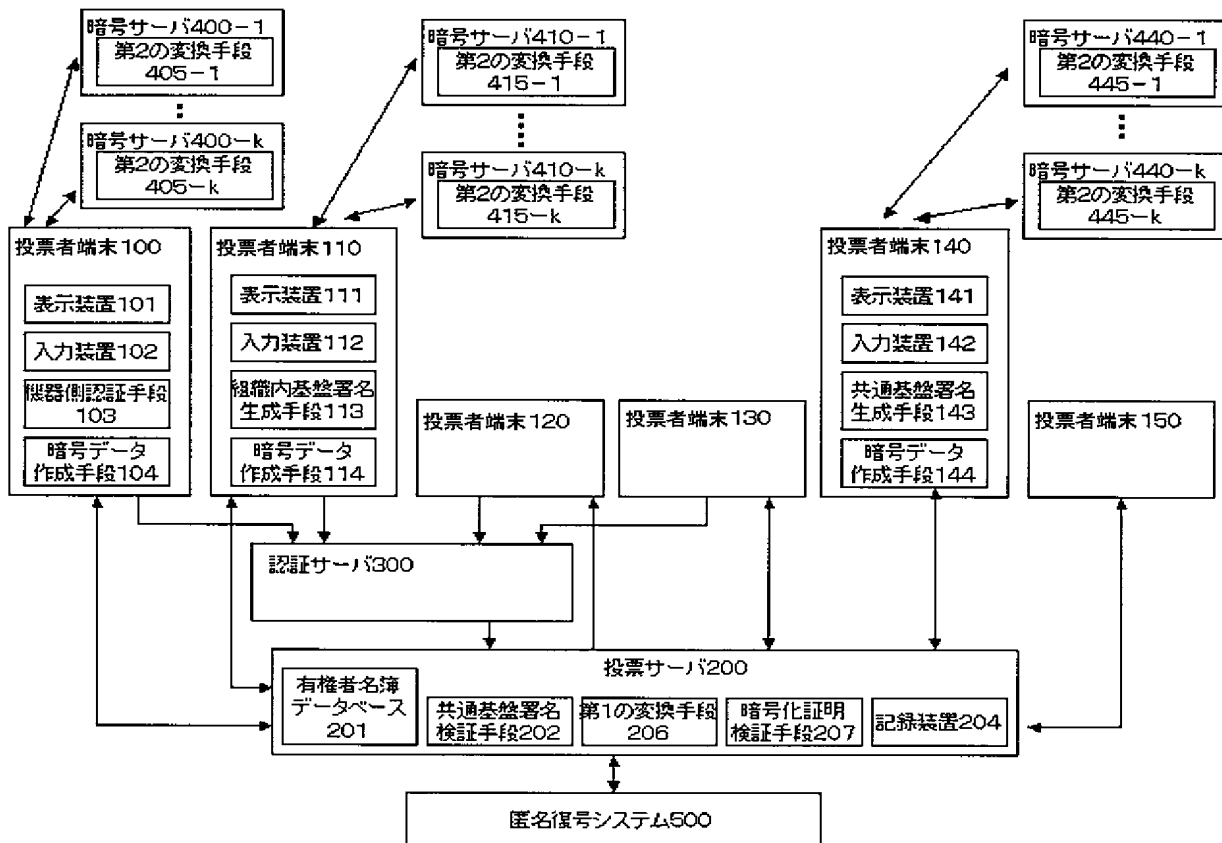 暗号サーバ400-1
第2の変換手段
405-1
暗号サーバ400-k
第2の変換手段
405-k
暗号サーバ410-1
第2の変換手段
415-1
暗号サーバ410-k
第2の変換手段
415-k
暗号サーバ440-1
第2の変換手段
445-1
暗号サーバ440-k
第2の変換手段
445-k
投票者端末100
表示装置101
入力装置102
機器側認証手段
103
暗号データ
作成手段104
投票者端末110
表示装置111
入力装置112
組織内基盤署名
生成手段113
暗号データ
作成手段114
投票者端末120
投票者端末130
投票者端末140
表示装置141
入力装置142
共通基盤署名
生成手段143
暗号データ
作成手段144
投票者端末150
認証サーバ300
投票サーバ200
有権者名簿
データベース
201
共通基盤署名
検証手段202
第1の変換手段
206
暗号化証明
検証手段207
記録装置204
匿名復号システム500